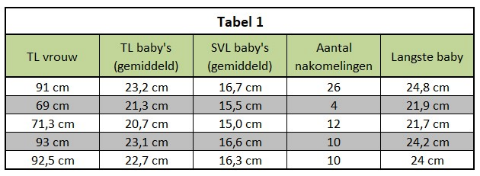 Tabel 1
TL vrouw TL baby's (gemiddeld) SVL baby's (gemiddeld) Aantal nakomelingen Langste baby
91 cm 23,2 cm 16,7 cm 26 24,8 cm
69 cm 21,3 cm 15,5 cm 4 21,9 cm
71,3 cm 20,7 cm 15,0 cm 12 21,7 cm
93 cm 23,1 cm 16,6 cm 10 24,2 cm
92,5 cm 22,7 cm 16,3 cm 10 24 cm